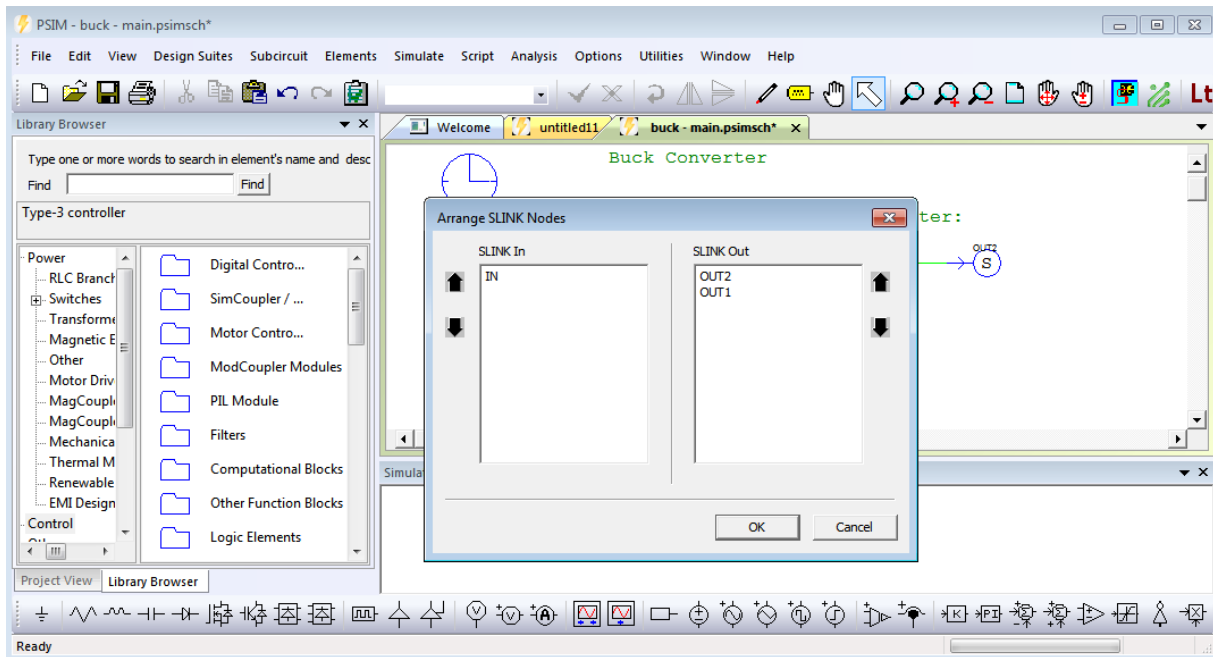 PSIM - buck - main.psimsch*
File Edit View Design Suites Subcircuit Elements Simulate Script Analysis Options Utilities Window Help
Lt
Library Browser
Welcome untitled11 buck - main.psimsch* x
Type one or more words to search in element's name and desc
Find Find
Type-3 controller
Power
RLC Branch
Switches
Transforme
Magnetic E
Other
Motor Driv
MagCouple
MagCouple
Mechanica
Thermal M
Renewable
EMI Design
Control
Digital Contro...
SimCoupler / ...
Motor Contro...
ModCoupler Modules
PIL Module
Filters
Computational Blocks
Other Function Blocks
Logic Elements
Project View Library Browser
Buck Converter
ter:
OUT2
S
Simula
Arrange SLINK Nodes
SLINK In SLINK Out
IN
OUT2
OUT1
OK Cancel
V V A
K PI
Ready